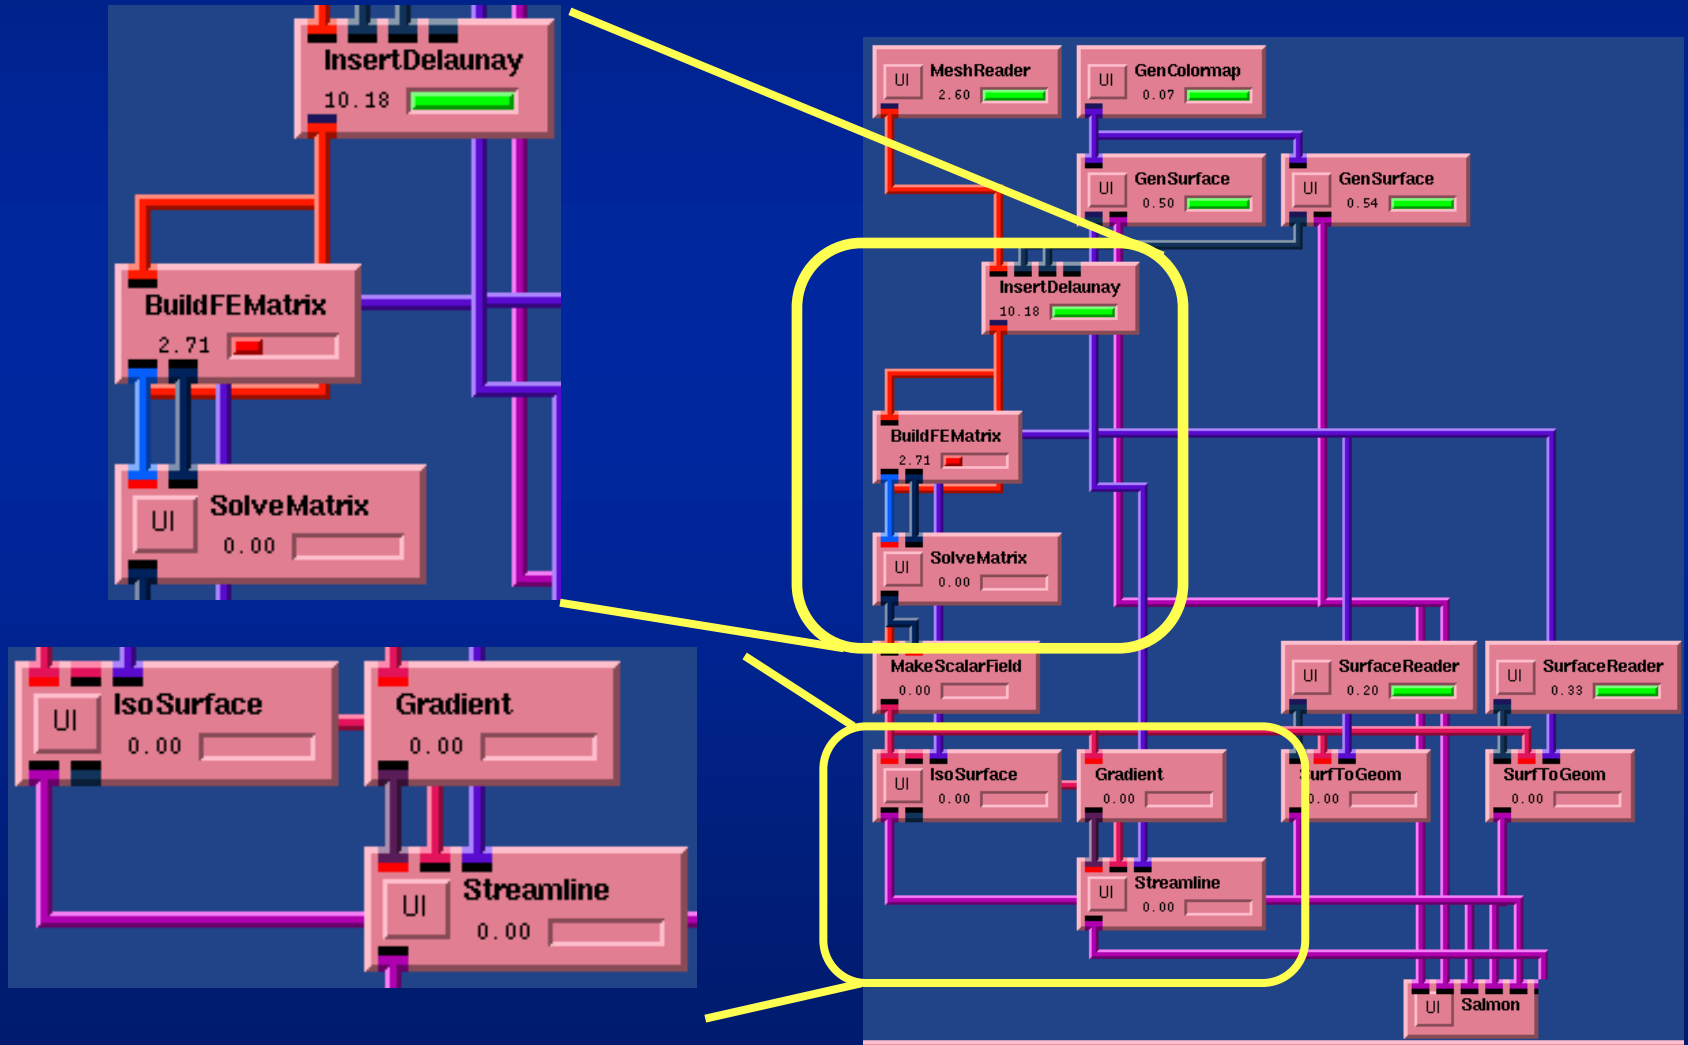 InsertDelaunay
10.18
BuildFEMatrix
2.71
UI
SolveMatrix
0.00
UI
IsoSurface
0.00
Gradient
0.00
UI
Streamline
0.00
UI
MeshReader
2.60
UI
GenColormap
0.07
UI
GenSurface
0.50
UI
GenSurface
0.54
InsertDelaunay
10.18
BuildFEMatrix
2.71
UI
SolveMatrix
0.00
MakeScalarField
0.00
UI
SurfaceReader
0.20
UI
SurfaceReader
0.33
UI
IsoSurface
0.00
Gradient
0.00
SurfToGeom
0.00
SurfToGeom
0.00
UI
Streamline
0.00
UI
Salmon